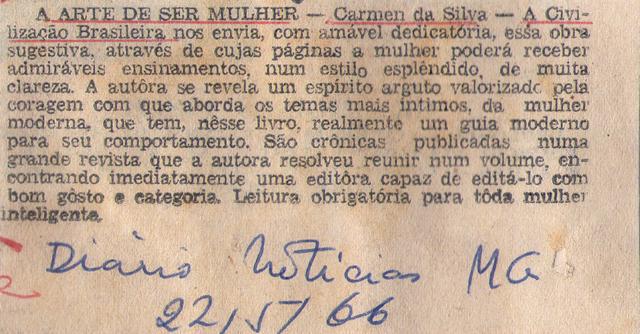 A ARTE DE SER MULHER — Carmen da Silva — A Civi-
lização Brasileira nos envia, com amável dedicatória, essa obra
sugestiva, através de cujas páginas a mulher poderá receber
admiráveis ensinamentos, num estilo esplêndido, de muita
clareza. A autôra se revela um espírito arguto valorizado pela
coragem com que aborda os temas mais íntimos, da mulher
moderna, que tem, nêsse livro, realmente um guia moderno
para seu comportamento. São crônicas publicadas numa
grande revista que a autora resolveu reunir num volume, en-
contrando imediatamente uma editôra capaz de editá-lo com
bom gôsto e categoria. Leitura obrigatória para tôda mulher
inteligente.
Diário Notícias MG
22/5/66